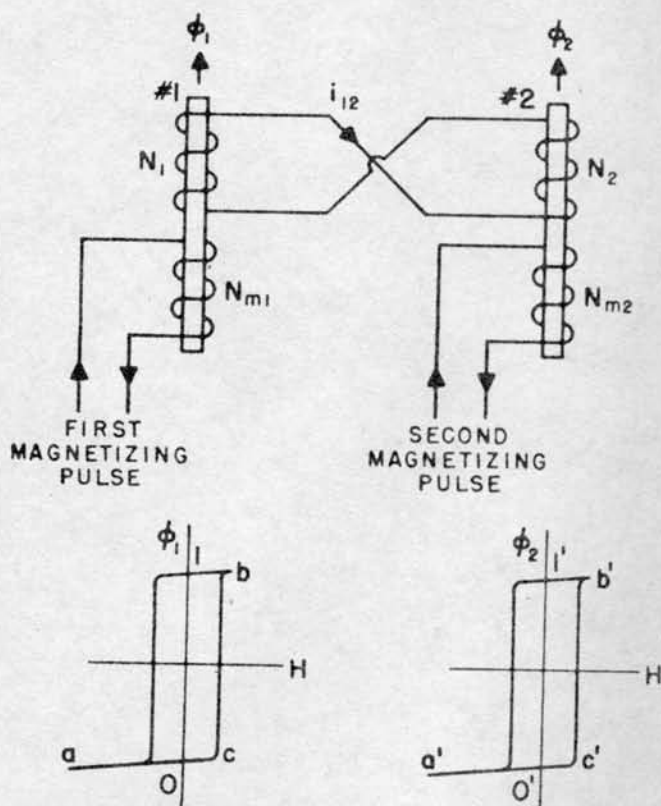 ϕ₁
ϕ₂
#1
i₁₂
#2
N₁
N₂
Nₘ₁
Nₘ₂
FIRST
MAGNETIZING
PULSE
SECOND
MAGNETIZING
PULSE
ϕ₁
1
b
H
a
c
O
ϕ₂
1'
b'
H
a'
c'
O'